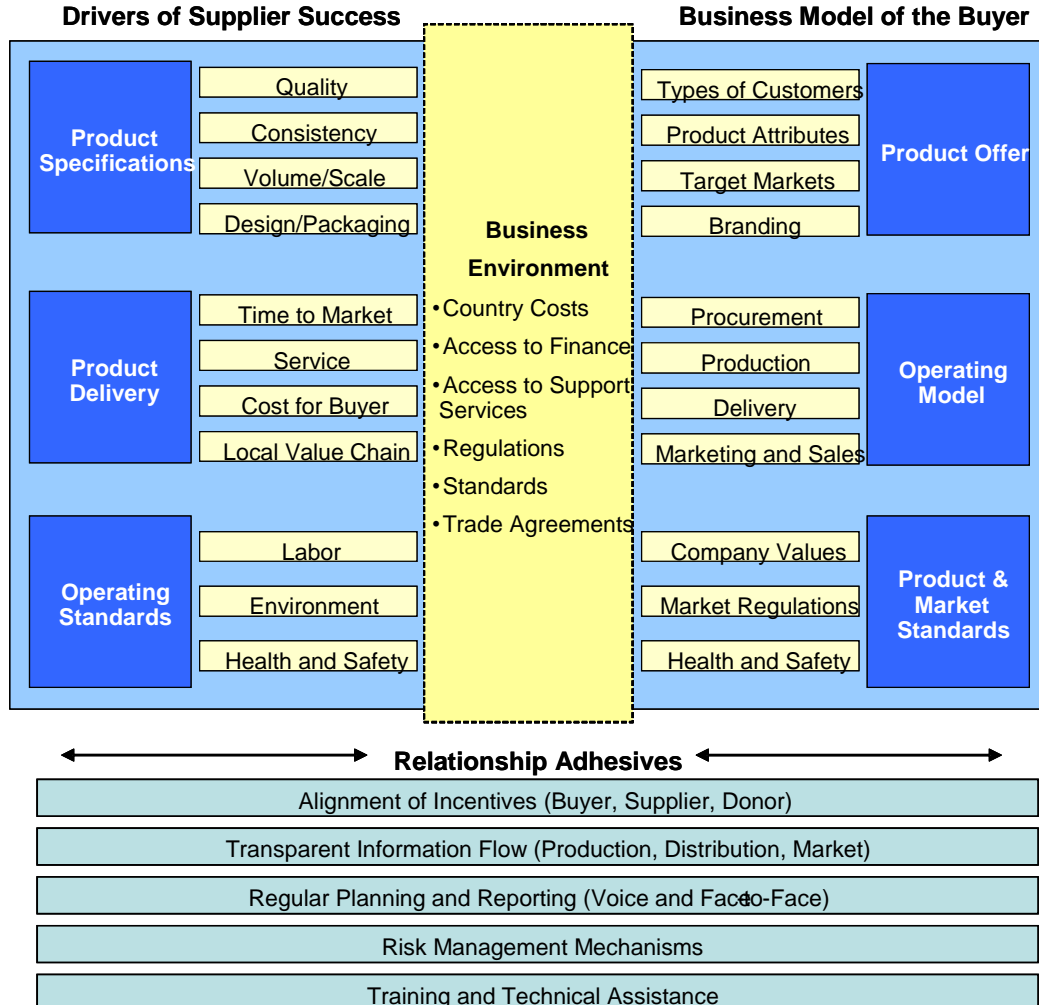 Drivers of Supplier Success
Business Model of the Buyer
Product
Specifications
Quality
Consistency
Volume/Scale
Design/Packaging
Product
Delivery
Time to Market
Service
Cost for Buyer
Local Value Chain
Operating
Standards
Labor
Environment
Health and Safety
Business
Environment
•Country Costs
•Access to Finance
•Access to Support
Services
•Regulations
•Standards
•Trade Agreements
Types of Customers
Product Attributes
Target Markets
Branding
Product Offer
Procurement
Production
Delivery
Marketing and Sales
Operating
Model
Company Values
Market Regulations
Health and Safety
Product &
Market
Standards
Relationship Adhesives
Alignment of Incentives (Buyer, Supplier, Donor)
Transparent Information Flow (Production, Distribution, Market)
Regular Planning and Reporting (Voice and Face-to-Face)
Risk Management Mechanisms
Training and Technical Assistance